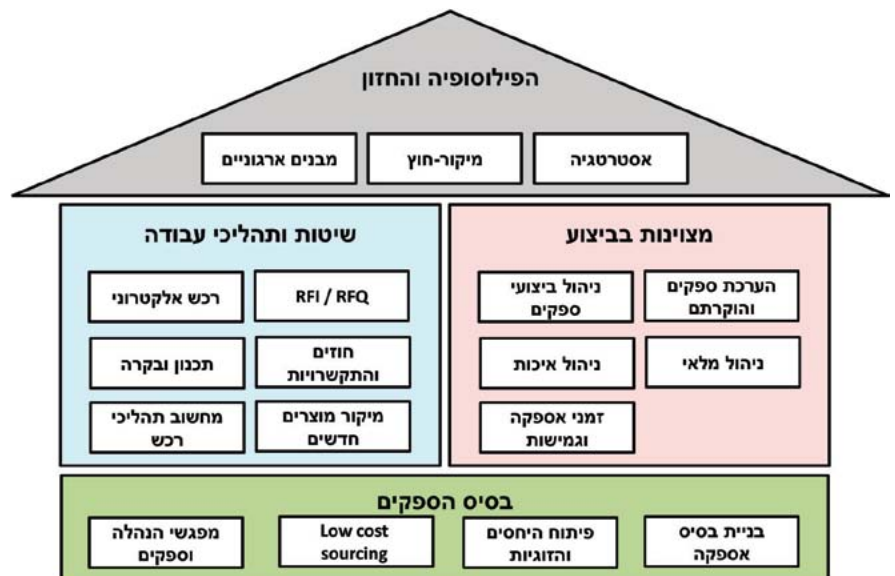 הפילוסופיה והחזון
אסטרטגיה
מיקור-חוץ
מבנים ארגוניים
מצוינות בביצוע
הערכת ספקים
והוקרתם
ניהול ביצועי
ספקים
ניהול מלאי
ניהול איכות
זמני אספקה
וגמישות
שיטות ותהליכי עבודה
RFI / RFQ
רכש אלקטרוני
חוזים
והתקשרויות
תכנון ובקרה
מיקור מוצרים
חדשים
מחשוב תהליכי
רכש
בסיס הספקים
בניית בסיס
אספקה
פיתוח היחסים
והזוגיות
Low cost
sourcing
מפגשי הנהלה
וספקים